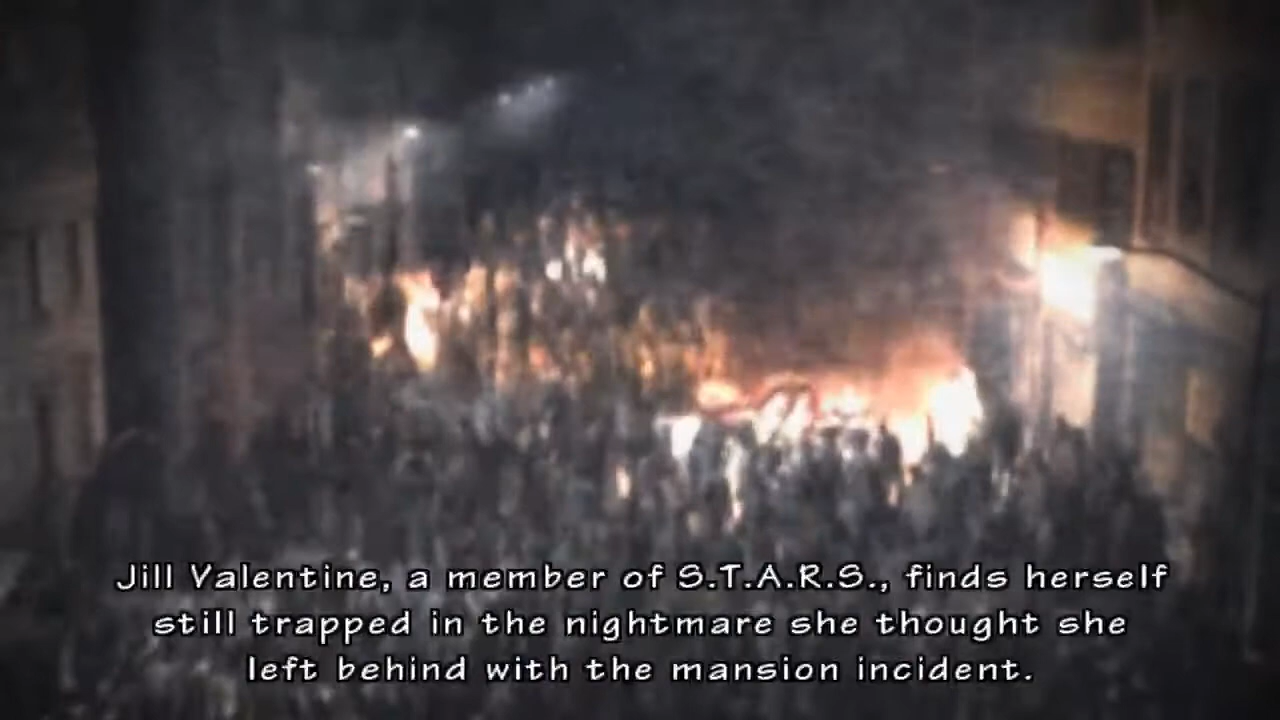 Jill Valentine, a member of S.T.A.R.S., finds herself
still trapped in the nightmare she thought she
left behind with the mansion incident.